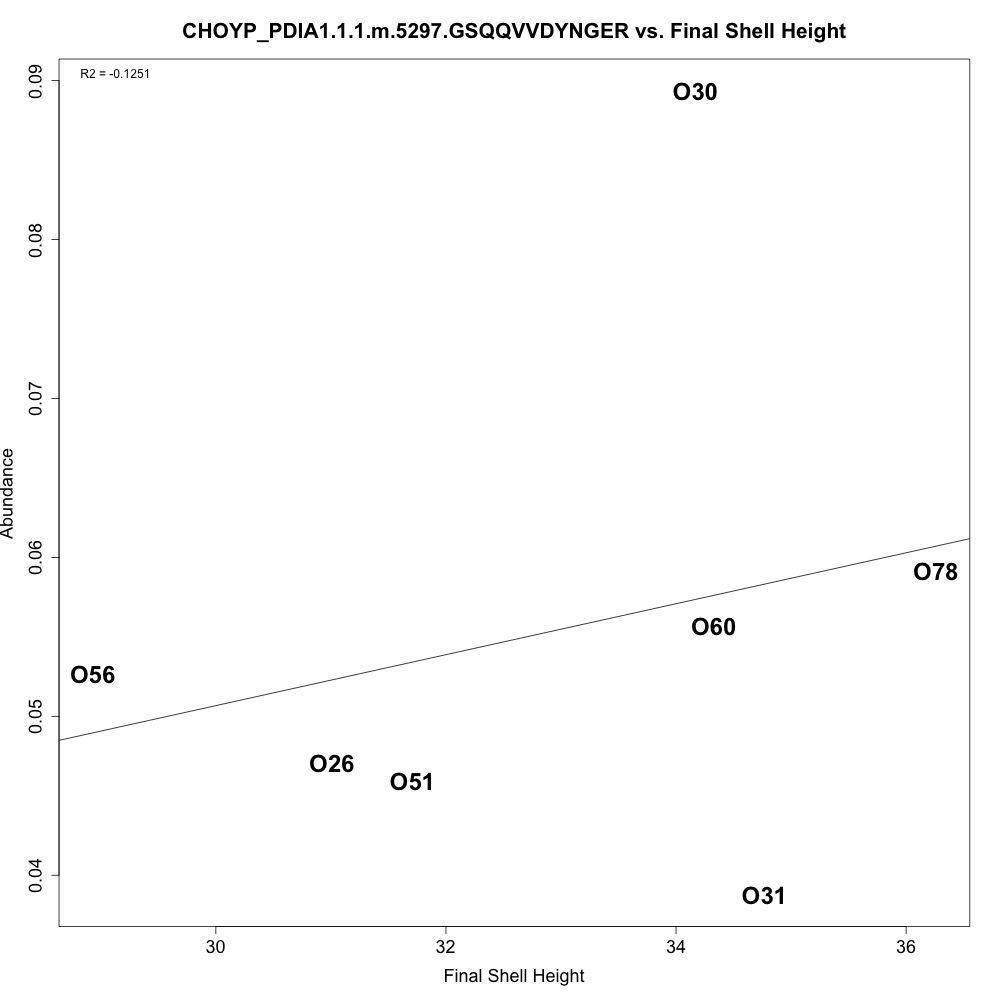 CHOYP_PDIA1.1.1.m.5297.GSQQVVDYNGER vs. Final Shell Height
R2 = -0.1251
0.09
O30
0.08
0.07
Abundance
0.06
O78
O60
O56
0.05
O26
O51
0.04
O31
30 32 34 36
Final Shell Height